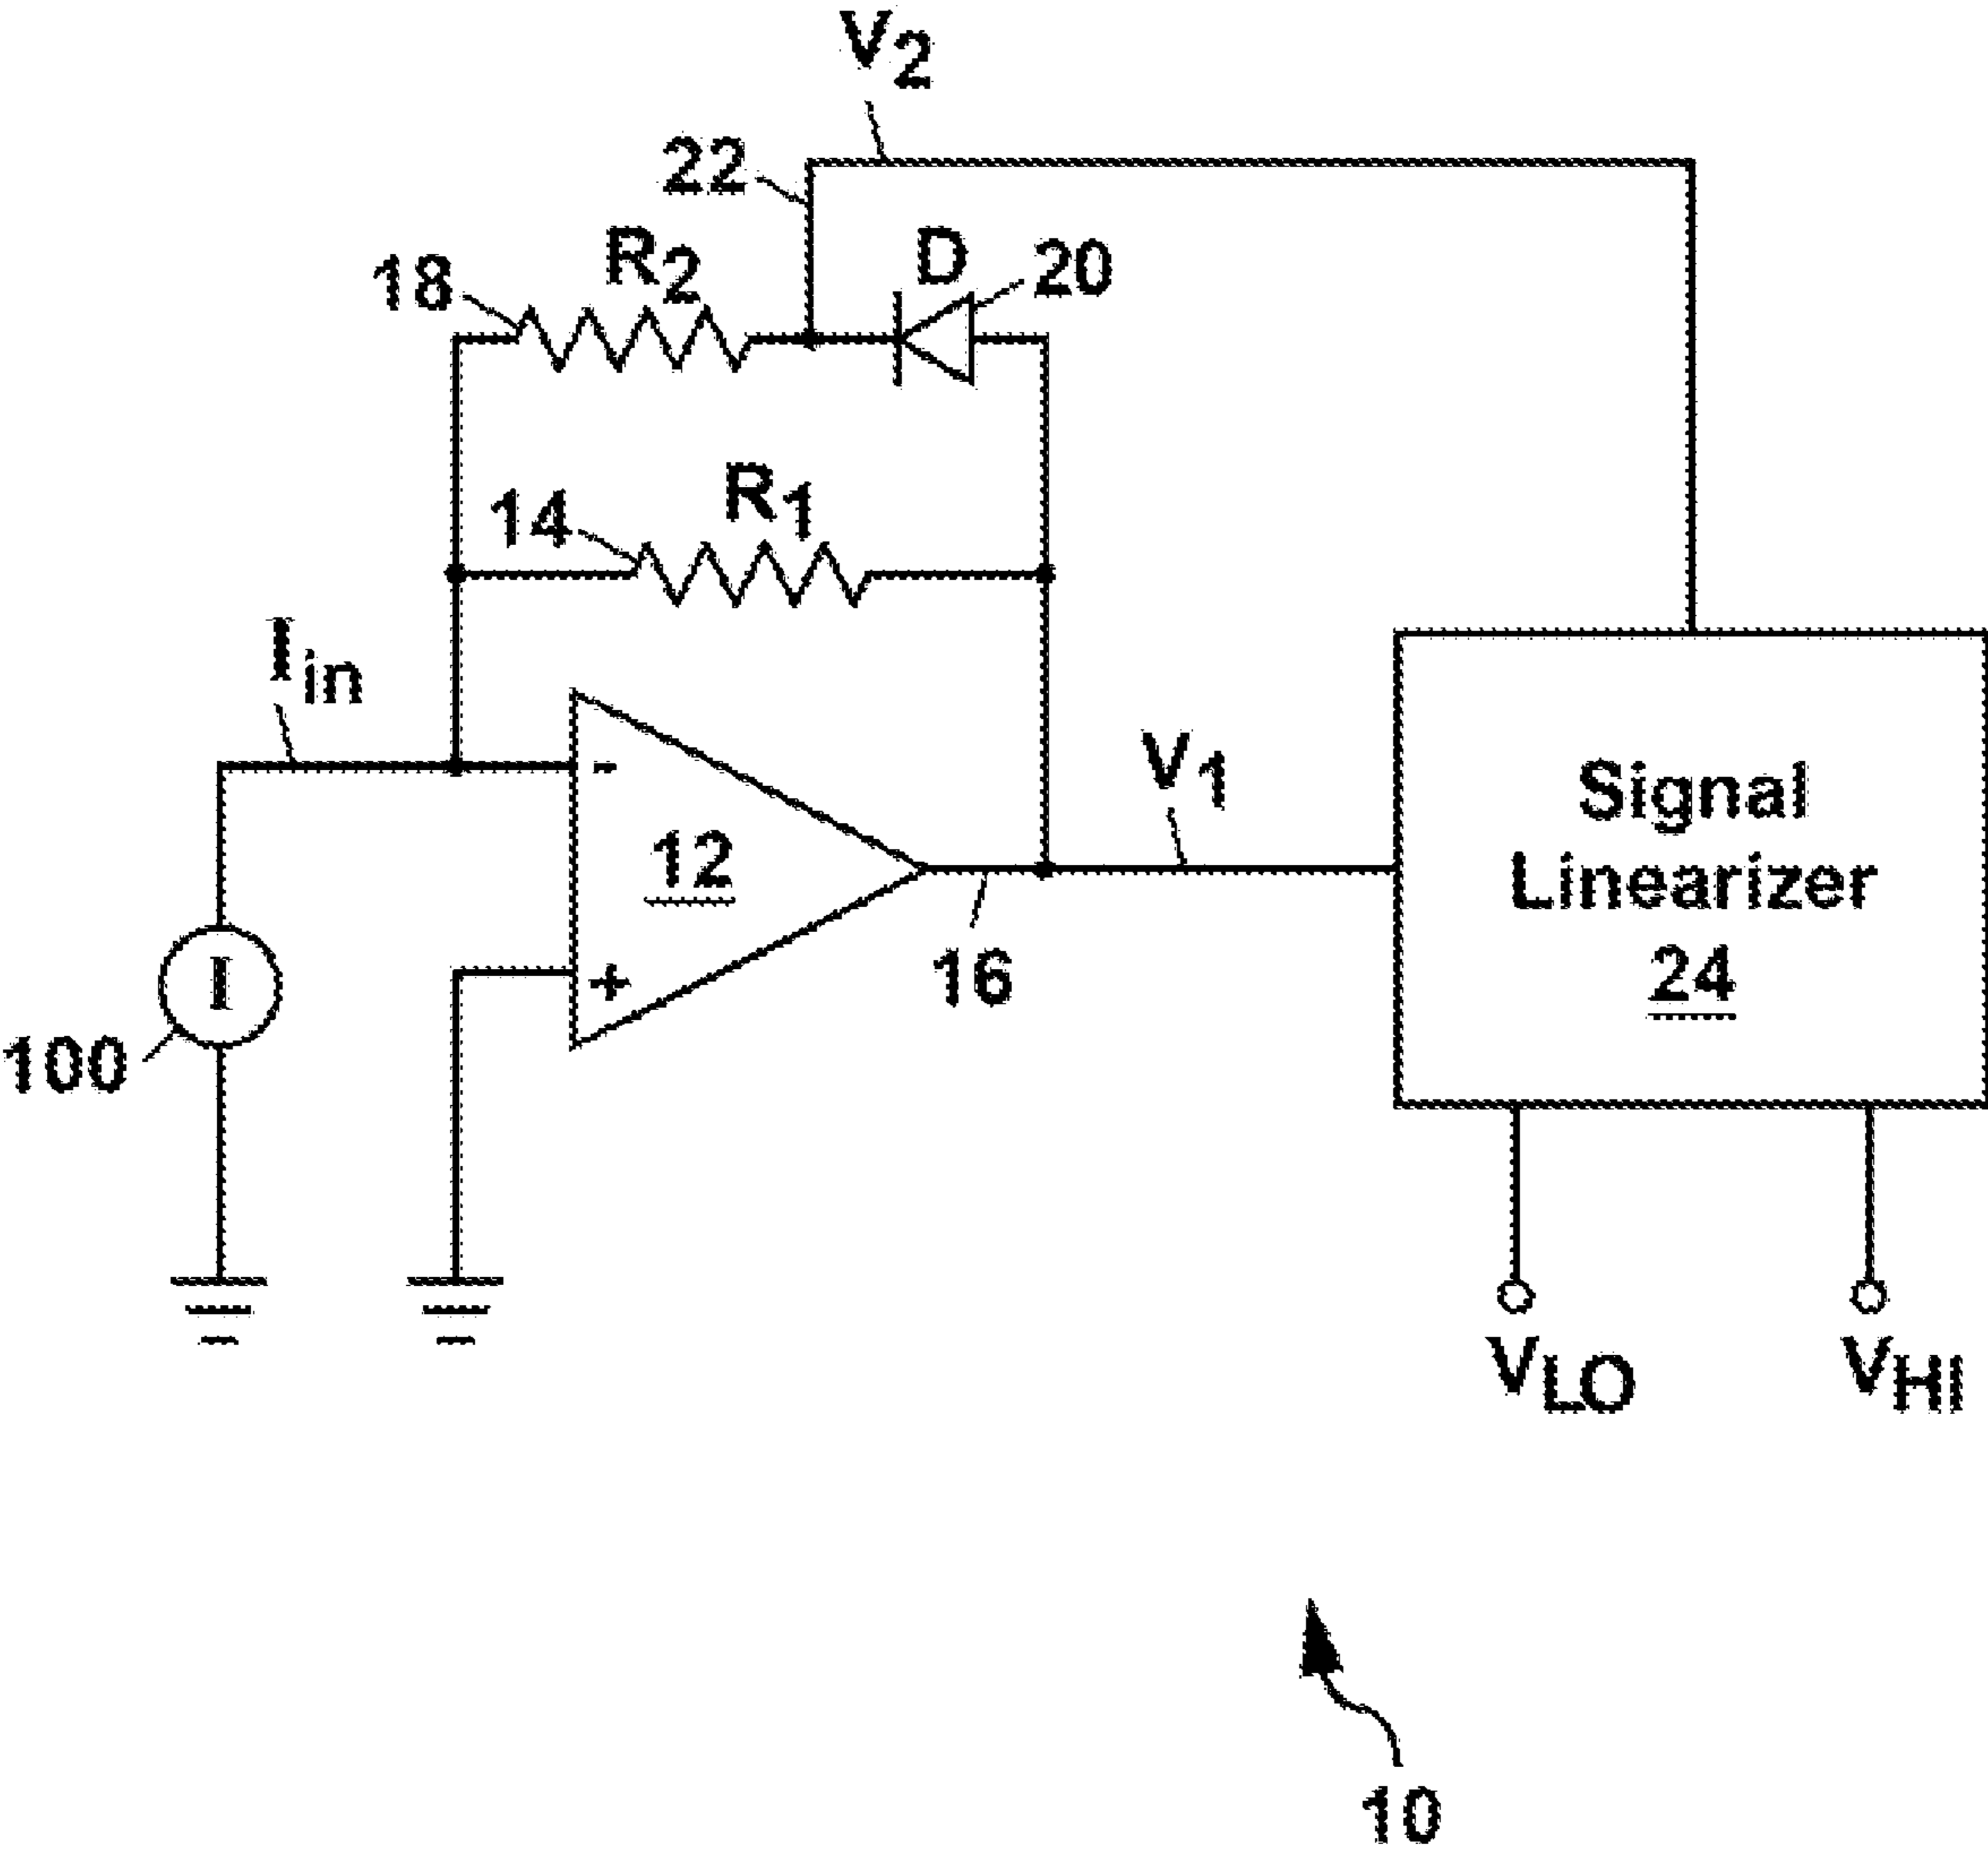 V2
22
D
20
R2
18
R1
14
Iin
-
12
+
V1
16
I
100
Signal
Linearizer
24
VLO
VHI
10